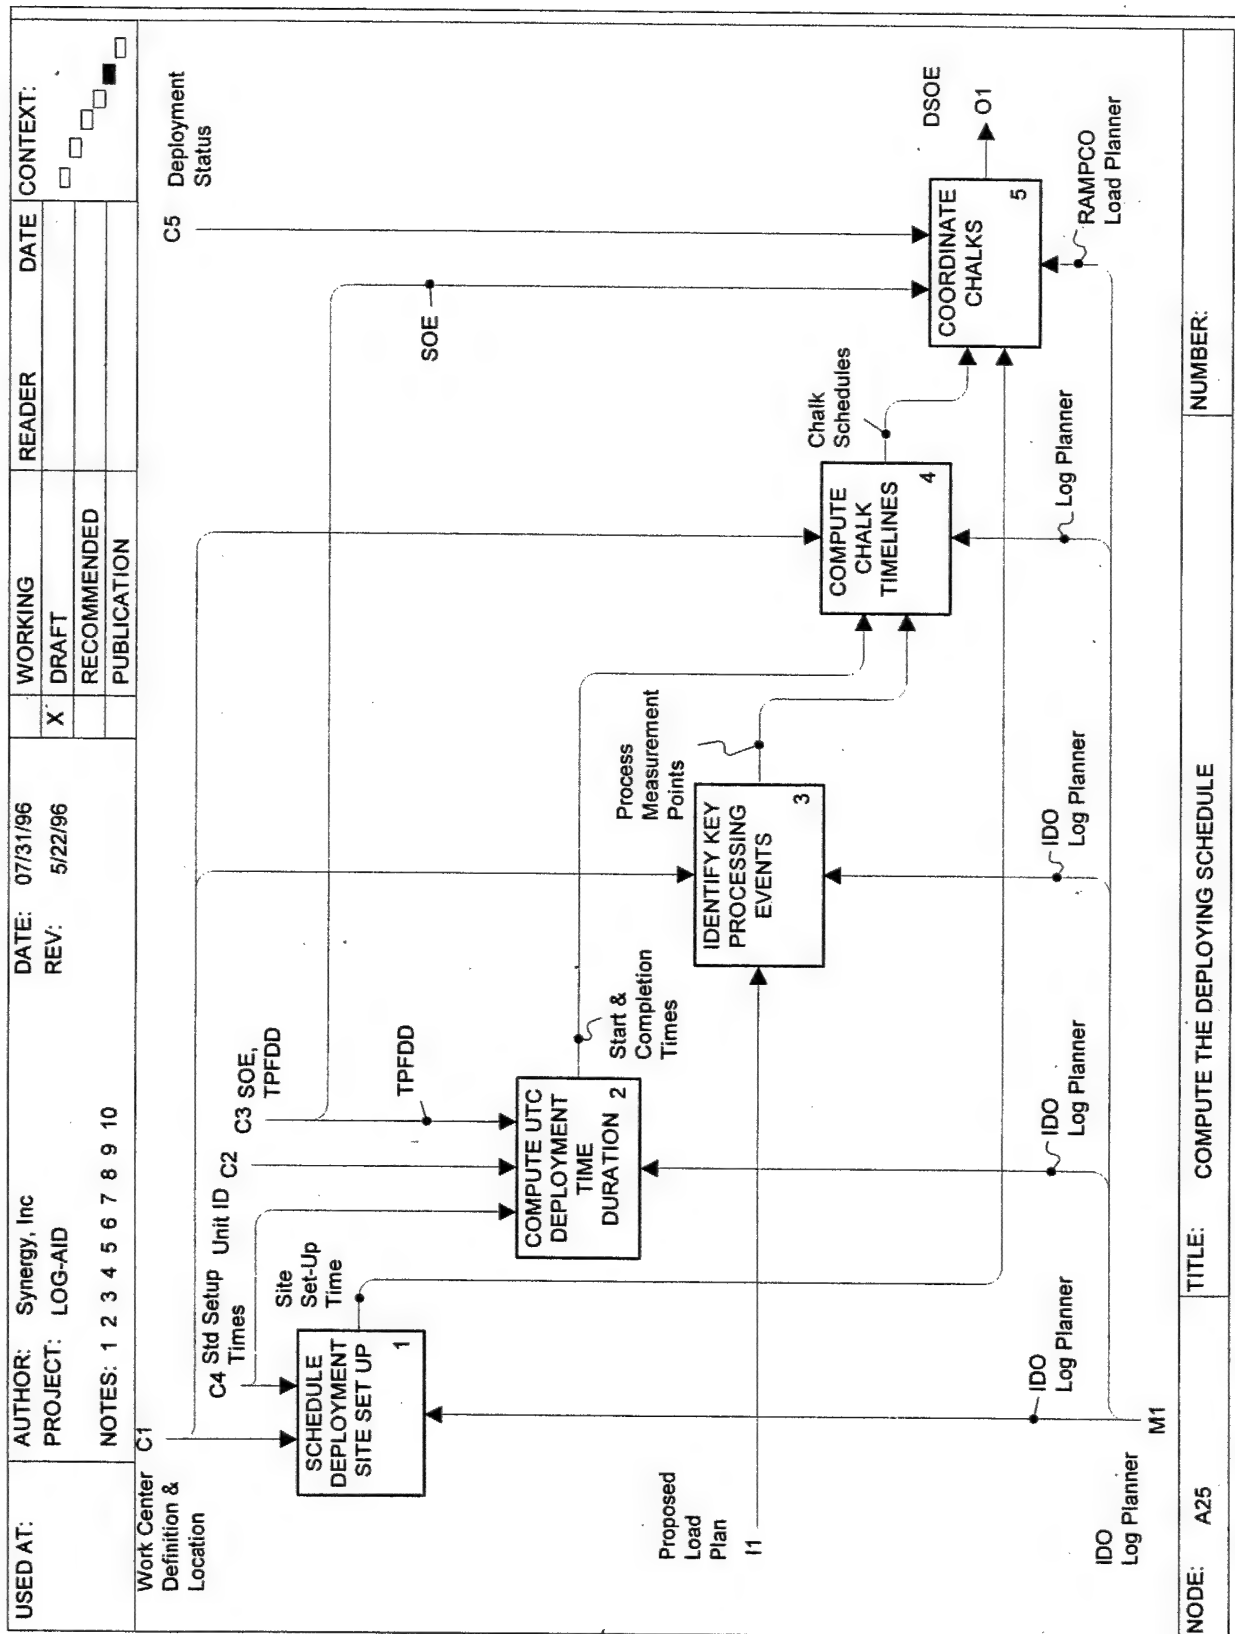 USED AT:
AUTHOR: Synergy, Inc
PROJECT: LOG-AID
NOTES: 1 2 3 4 5 6 7 8 9 10
DATE: 07/31/96
REV: 5/22/96
WORKING
X DRAFT
RECOMMENDED
PUBLICATION
READER DATE
CONTEXT:
Work Center
Definition &
Location
C1
C4 Std Setup
Times
Unit ID C2
C3 SOE,
TPFDD
C5 Deployment
Status
SCHEDULE
DEPLOYMENT
SITE SET UP
1
Site
Set-Up
Time
TPFDD
SOE
COMPUTE UTC
DEPLOYMENT
TIME
DURATION 2
Start &
Completion
Times
IDENTIFY KEY
PROCESSING
EVENTS
3
Process
Measurement
Points
COMPUTE
CHALK
TIMELINES
4
Chalk
Schedules
COORDINATE
CHALKS
5
DSOE
O1
Proposed
Load
Plan
I1
IDO
Log Planner
IDO
Log Planner
IDO
Log Planner
Log Planner
RAMPCO
Load Planner
IDO
Log Planner
M1
NODE: A25
TITLE: COMPUTE THE DEPLOYING SCHEDULE
NUMBER: